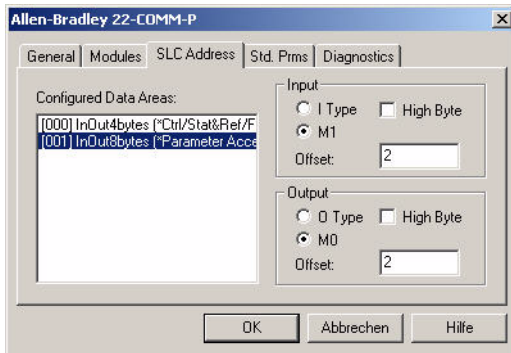 Allen-Bradley 22-COMM-P
General Modules SLC Address Std. Prms Diagnostics
Configured Data Areas:
[000] InOut4bytes (*Ctrl/Stat&Ref/F
[001] InOut8bytes (*Parameter Acce
Input
I Type High Byte
M1
Offset: 2
Output
O Type High Byte
M0
Offset: 2
OK Abbrechen Hilfe